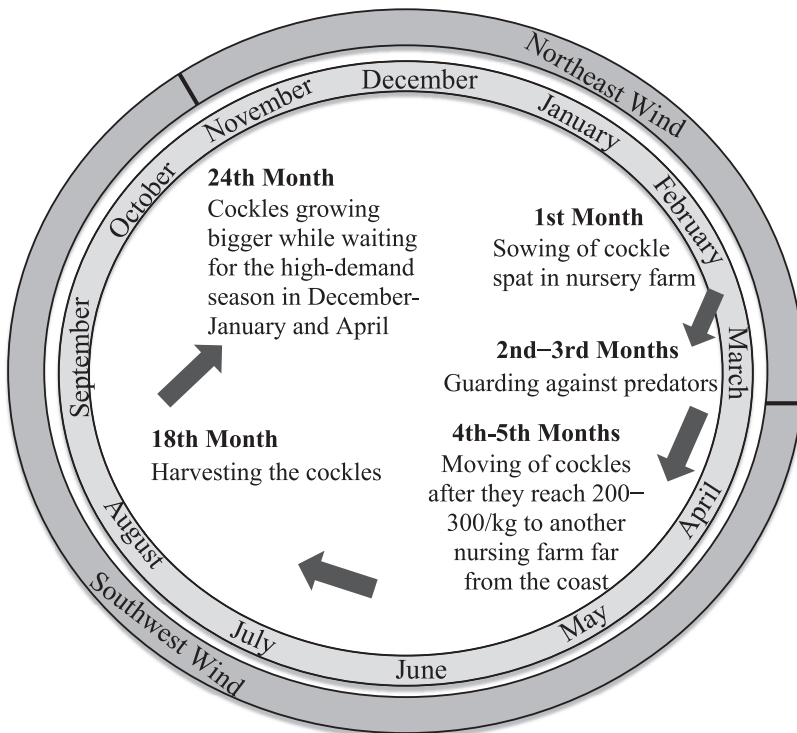 Northeast Wind
December
January
February
March
April
May
June
July
August
September
October
November
Southwest Wind
1st Month
Sowing of cockle
spat in nursery farm
2nd–3rd Months
Guarding against predators
4th-5th Months
Moving of cockles
after they reach 200–
300/kg to another
nursing farm far
from the coast
18th Month
Harvesting the cockles
24th Month
Cockles growing
bigger while waiting
for the high-demand
season in December-
January and April